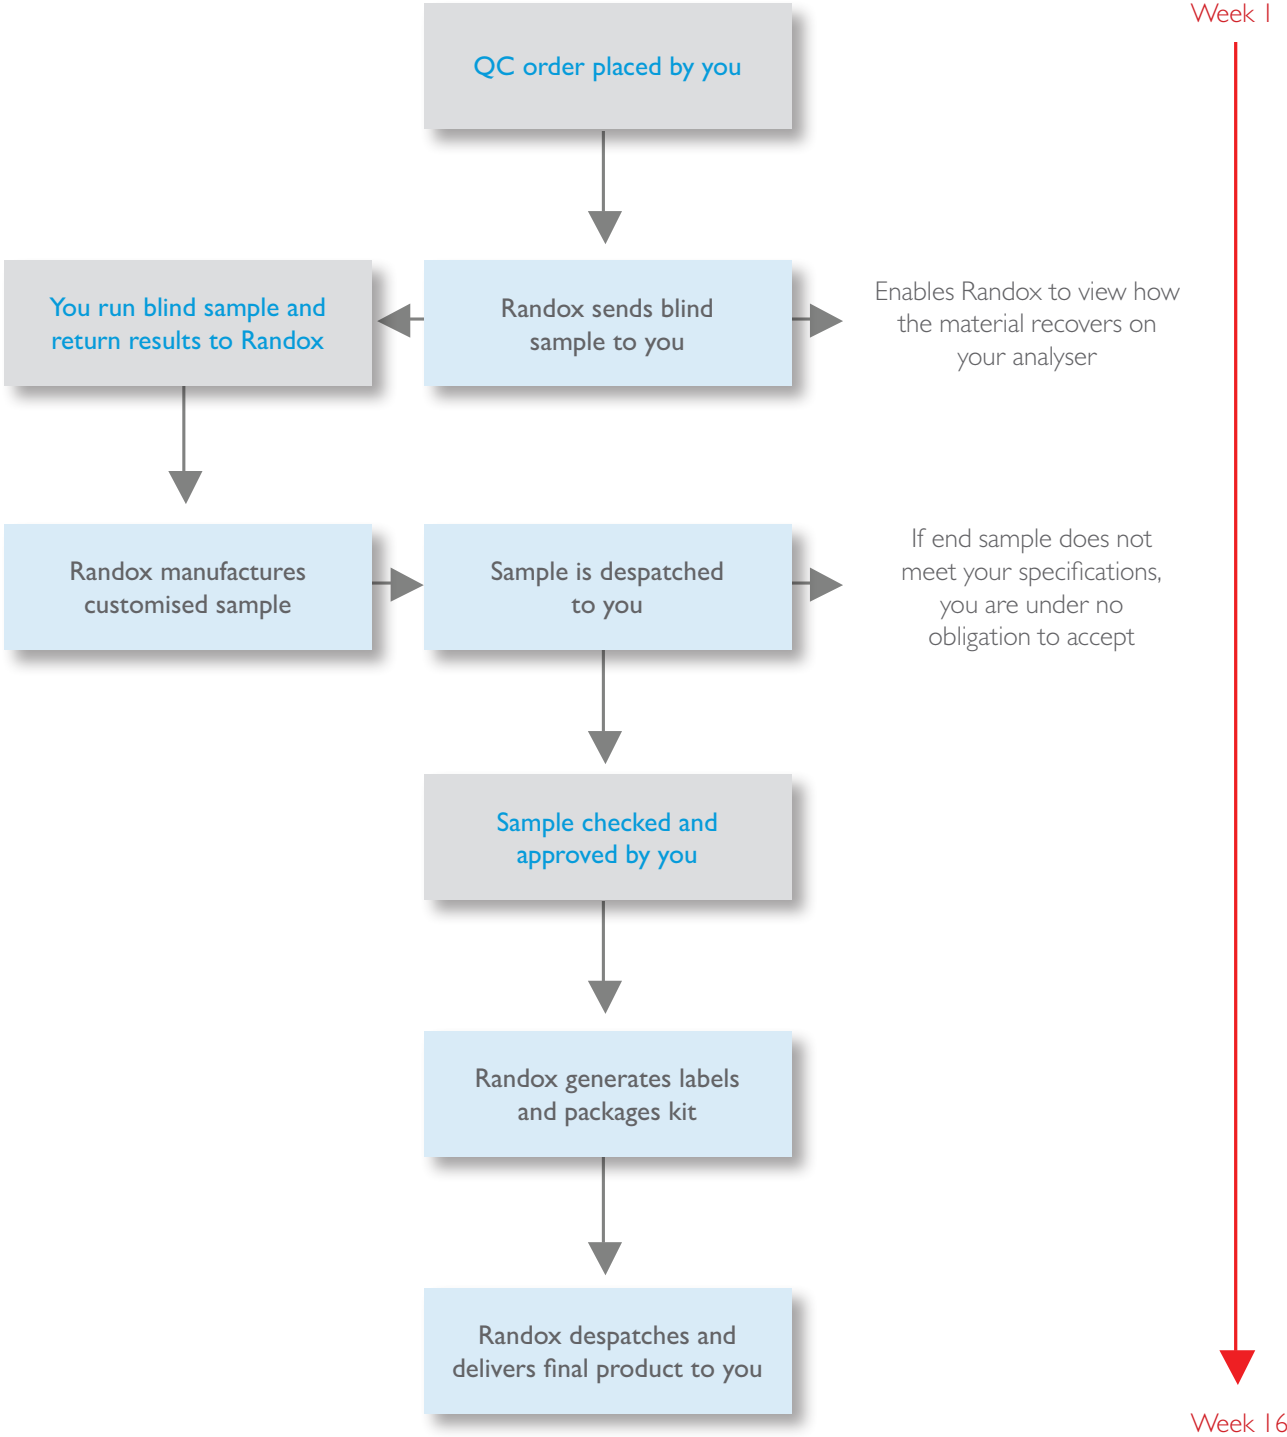 Week 1
QC order placed by you
You run blind sample and
return results to Randox
Randox sends blind
sample to you
Enables Randox to view how
the material recovers on
your analyser
Randox manufactures
customised sample
Sample is despatched
to you
If end sample does not
meet your specifications,
you are under no
obligation to accept
Sample checked and
approved by you
Randox generates labels
and packages kit
Randox despatches and
delivers final product to you
Week 16